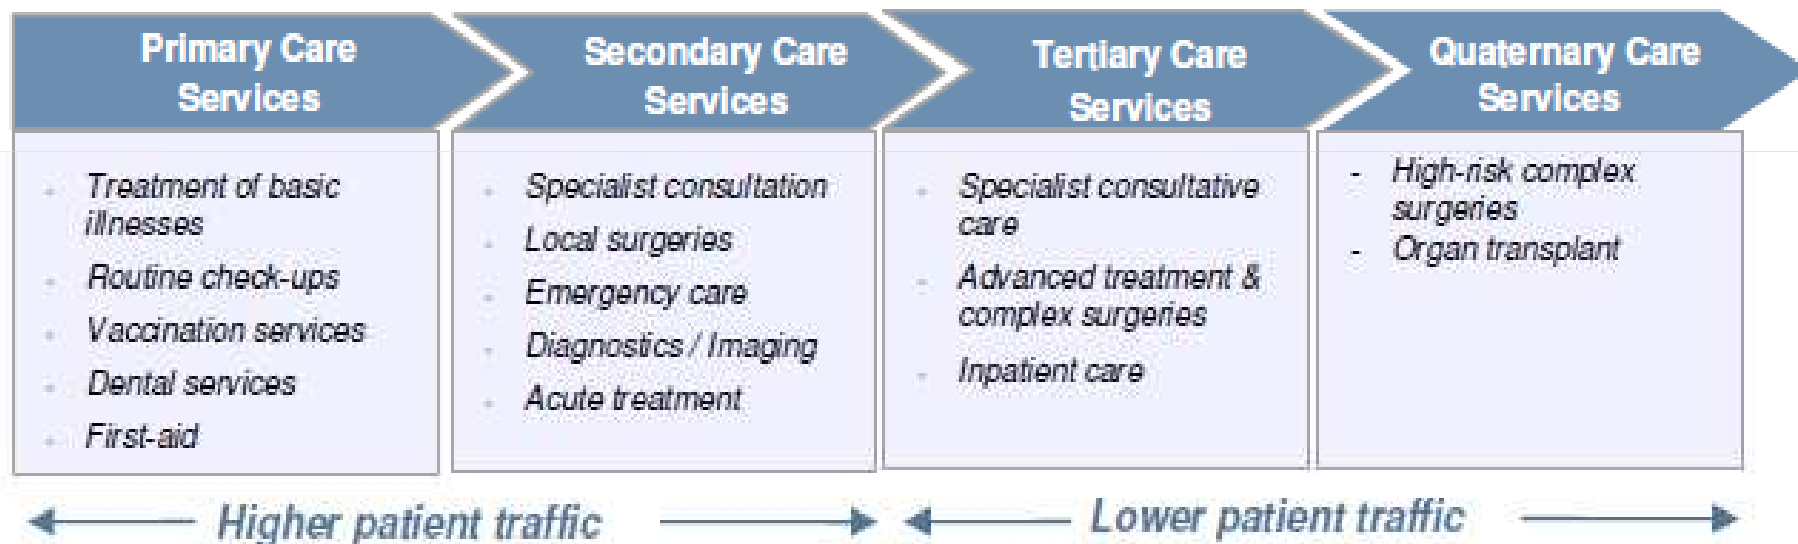 Primary Care
Services
Secondary Care
Services
Tertiary Care
Services
Quaternary Care
Services
- Treatment of basic
illnesses
- Routine check-ups
- Vaccination services
- Dental services
- First-aid
- Specialist consultation
- Local surgeries
- Emergency care
- Diagnostics / Imaging
- Acute treatment
- Specialist consultative
care
- Advanced treatment &
complex surgeries
- Inpatient care
- High-risk complex
surgeries
- Organ transplant
Higher patient traffic
Lower patient traffic